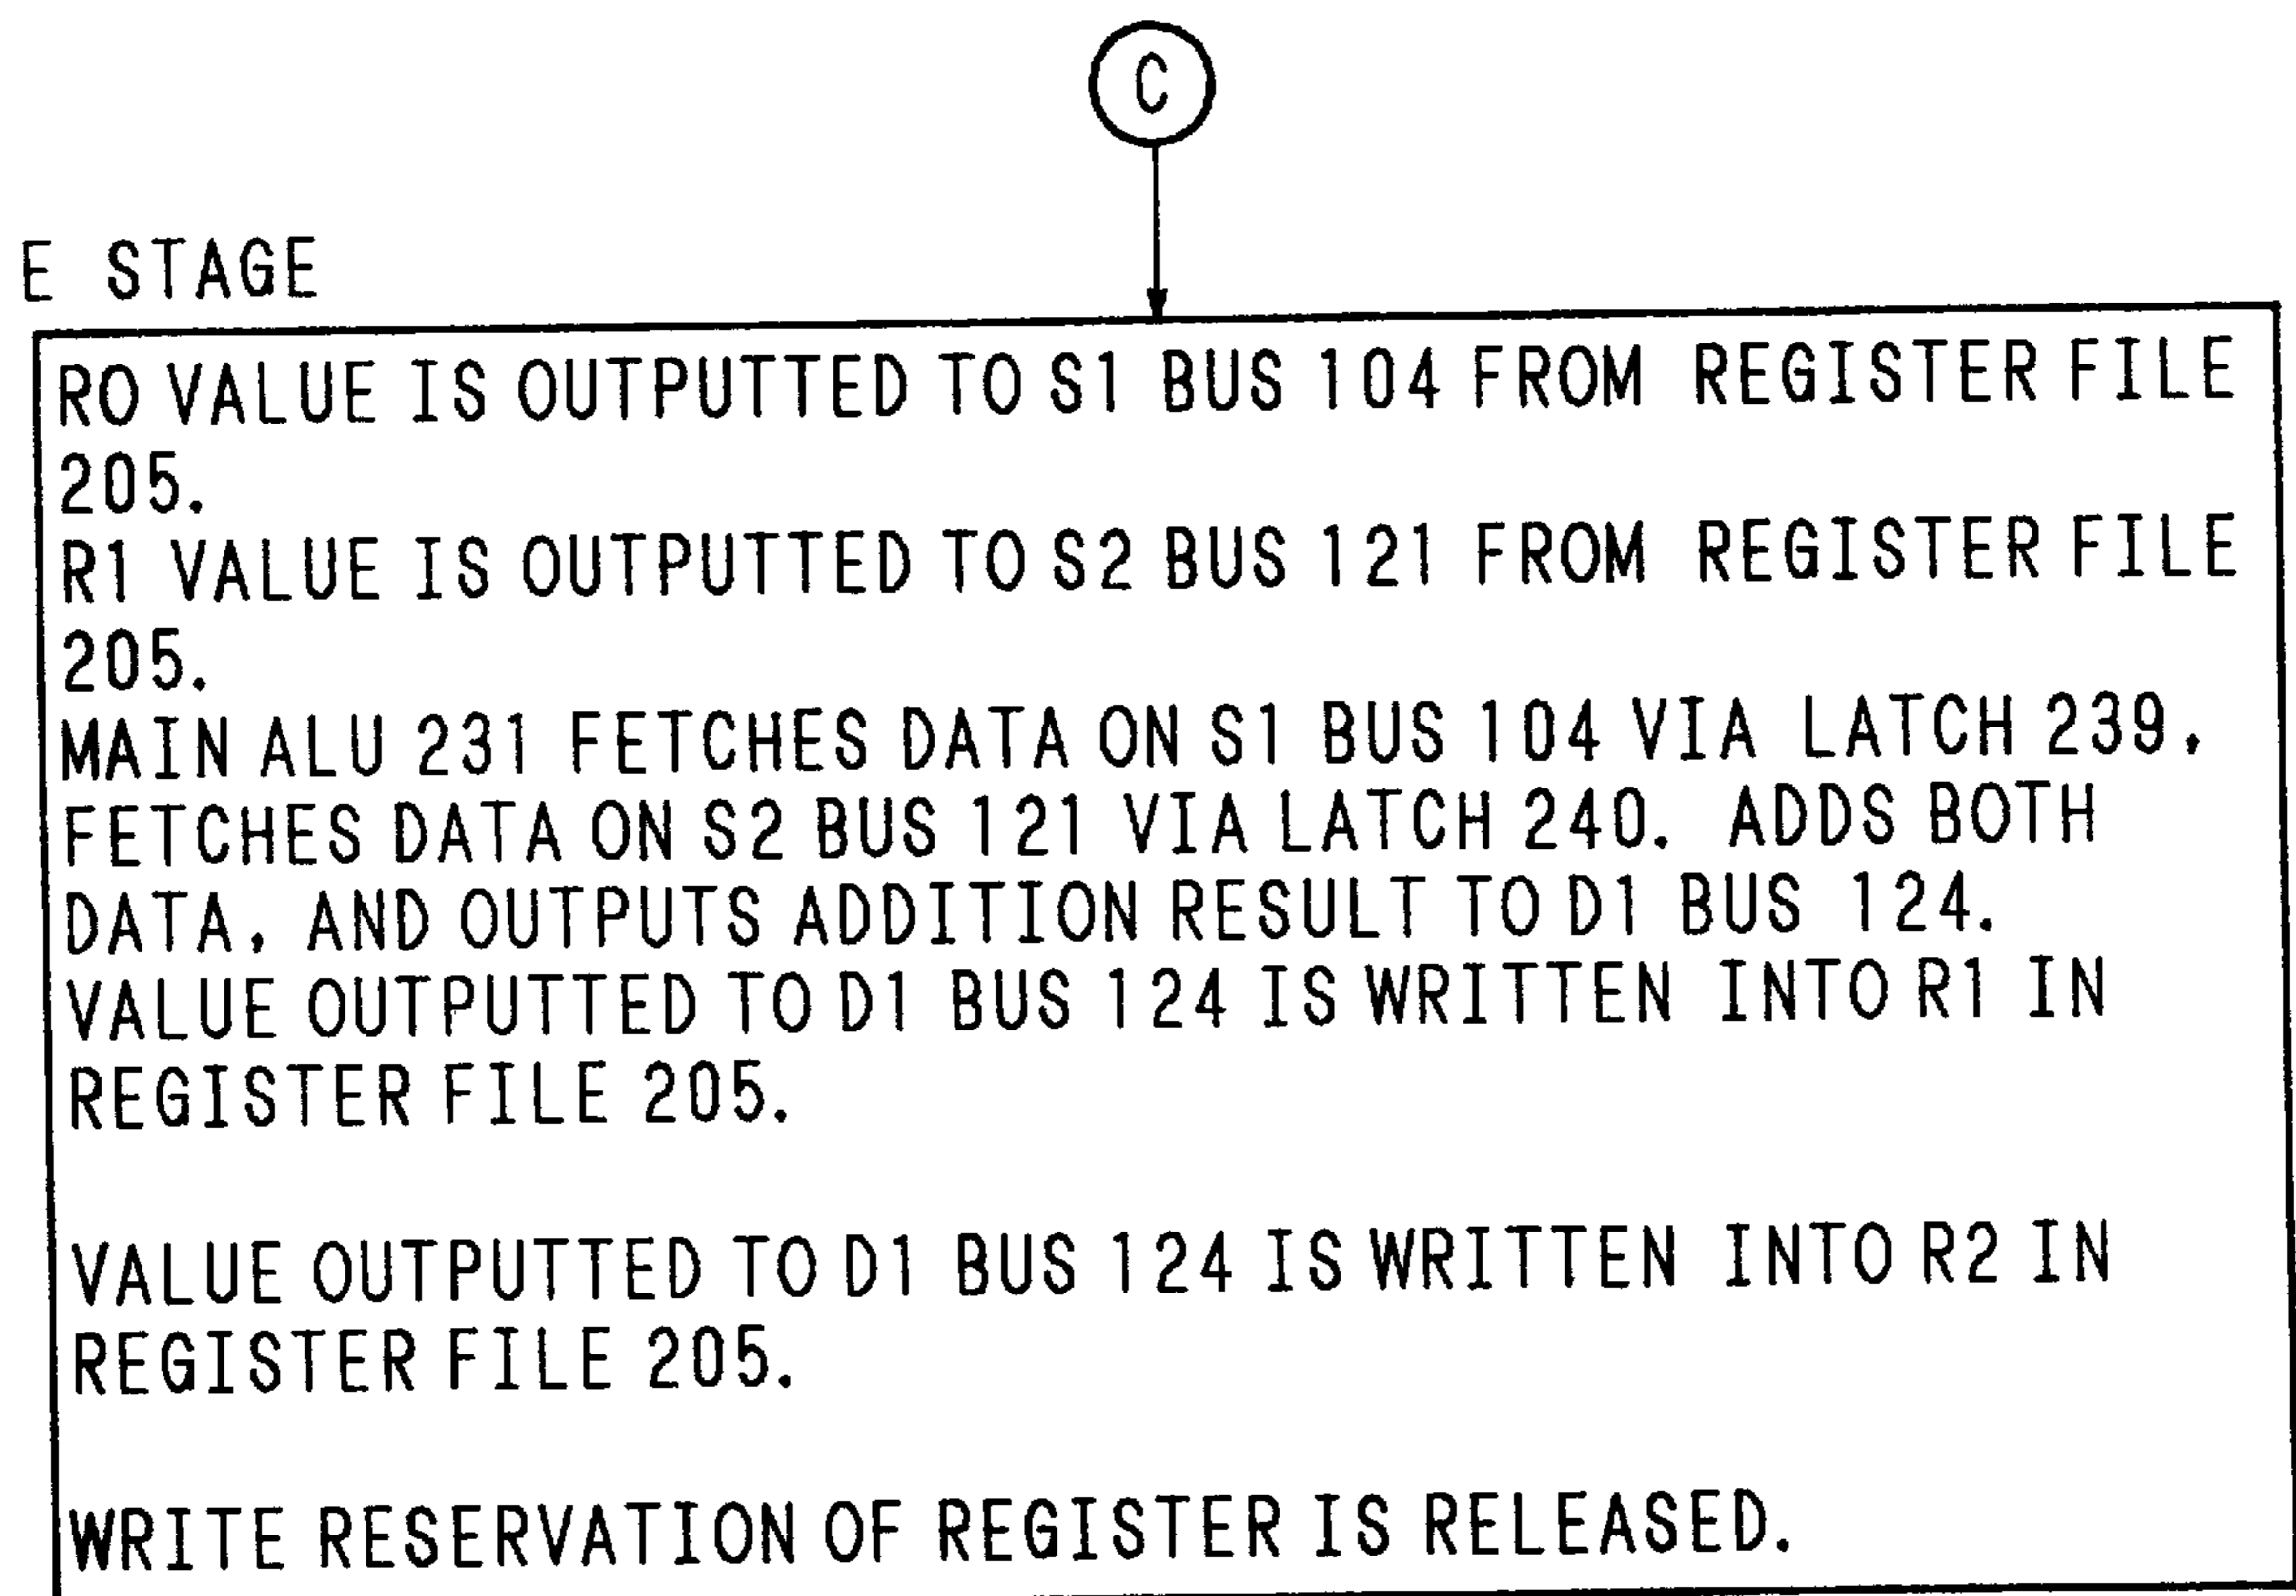 C
E STAGE
RO VALUE IS OUTPUTTED TO S1 BUS 104 FROM REGISTER FILE
205.
R1 VALUE IS OUTPUTTED TO S2 BUS 121 FROM REGISTER FILE
205.
MAIN ALU 231 FETCHES DATA ON S1 BUS 104 VIA LATCH 239,
FETCHES DATA ON S2 BUS 121 VIA LATCH 240. ADDS BOTH
DATA, AND OUTPUTS ADDITION RESULT TO D1 BUS 124.
VALUE OUTPUTTED TO D1 BUS 124 IS WRITTEN INTO R1 IN
REGISTER FILE 205.
VALUE OUTPUTTED TO D1 BUS 124 IS WRITTEN INTO R2 IN
REGISTER FILE 205.
WRITE RESERVATION OF REGISTER IS RELEASED.